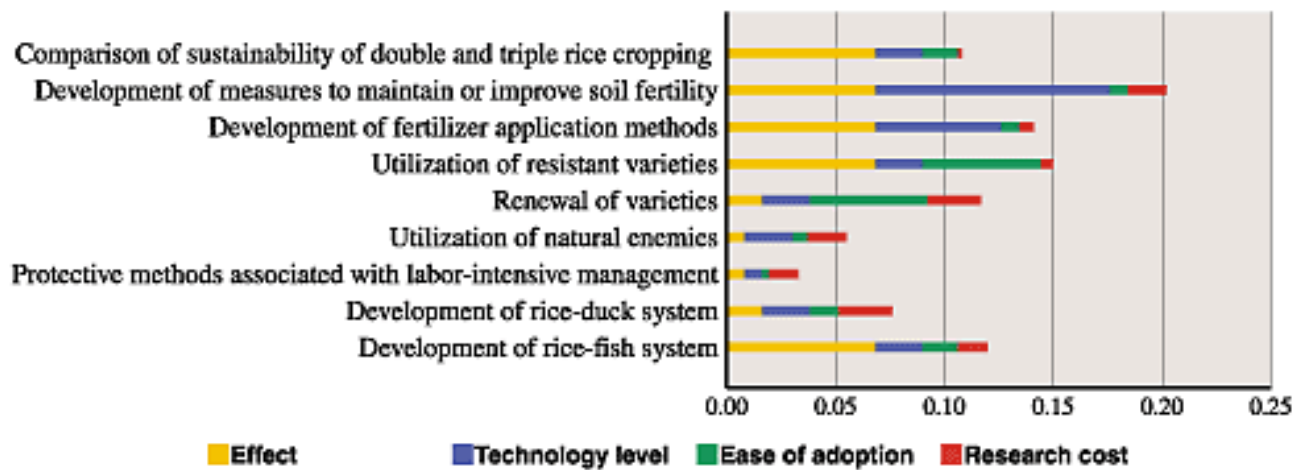 Comparison of sustainability of double and triple rice cropping
Development of measures to maintain or improve soil fertility
Development of fertilizer application methods
Utilization of resistant varieties
Renewal of varieties
Utilization of natural enemies
Protective methods associated with labor-intensive management
Development of rice-duck system
Development of rice-fish system
0.00 0.05 0.10 0.15 0.20 0.25
Effect Technology level Ease of adoption Research cost